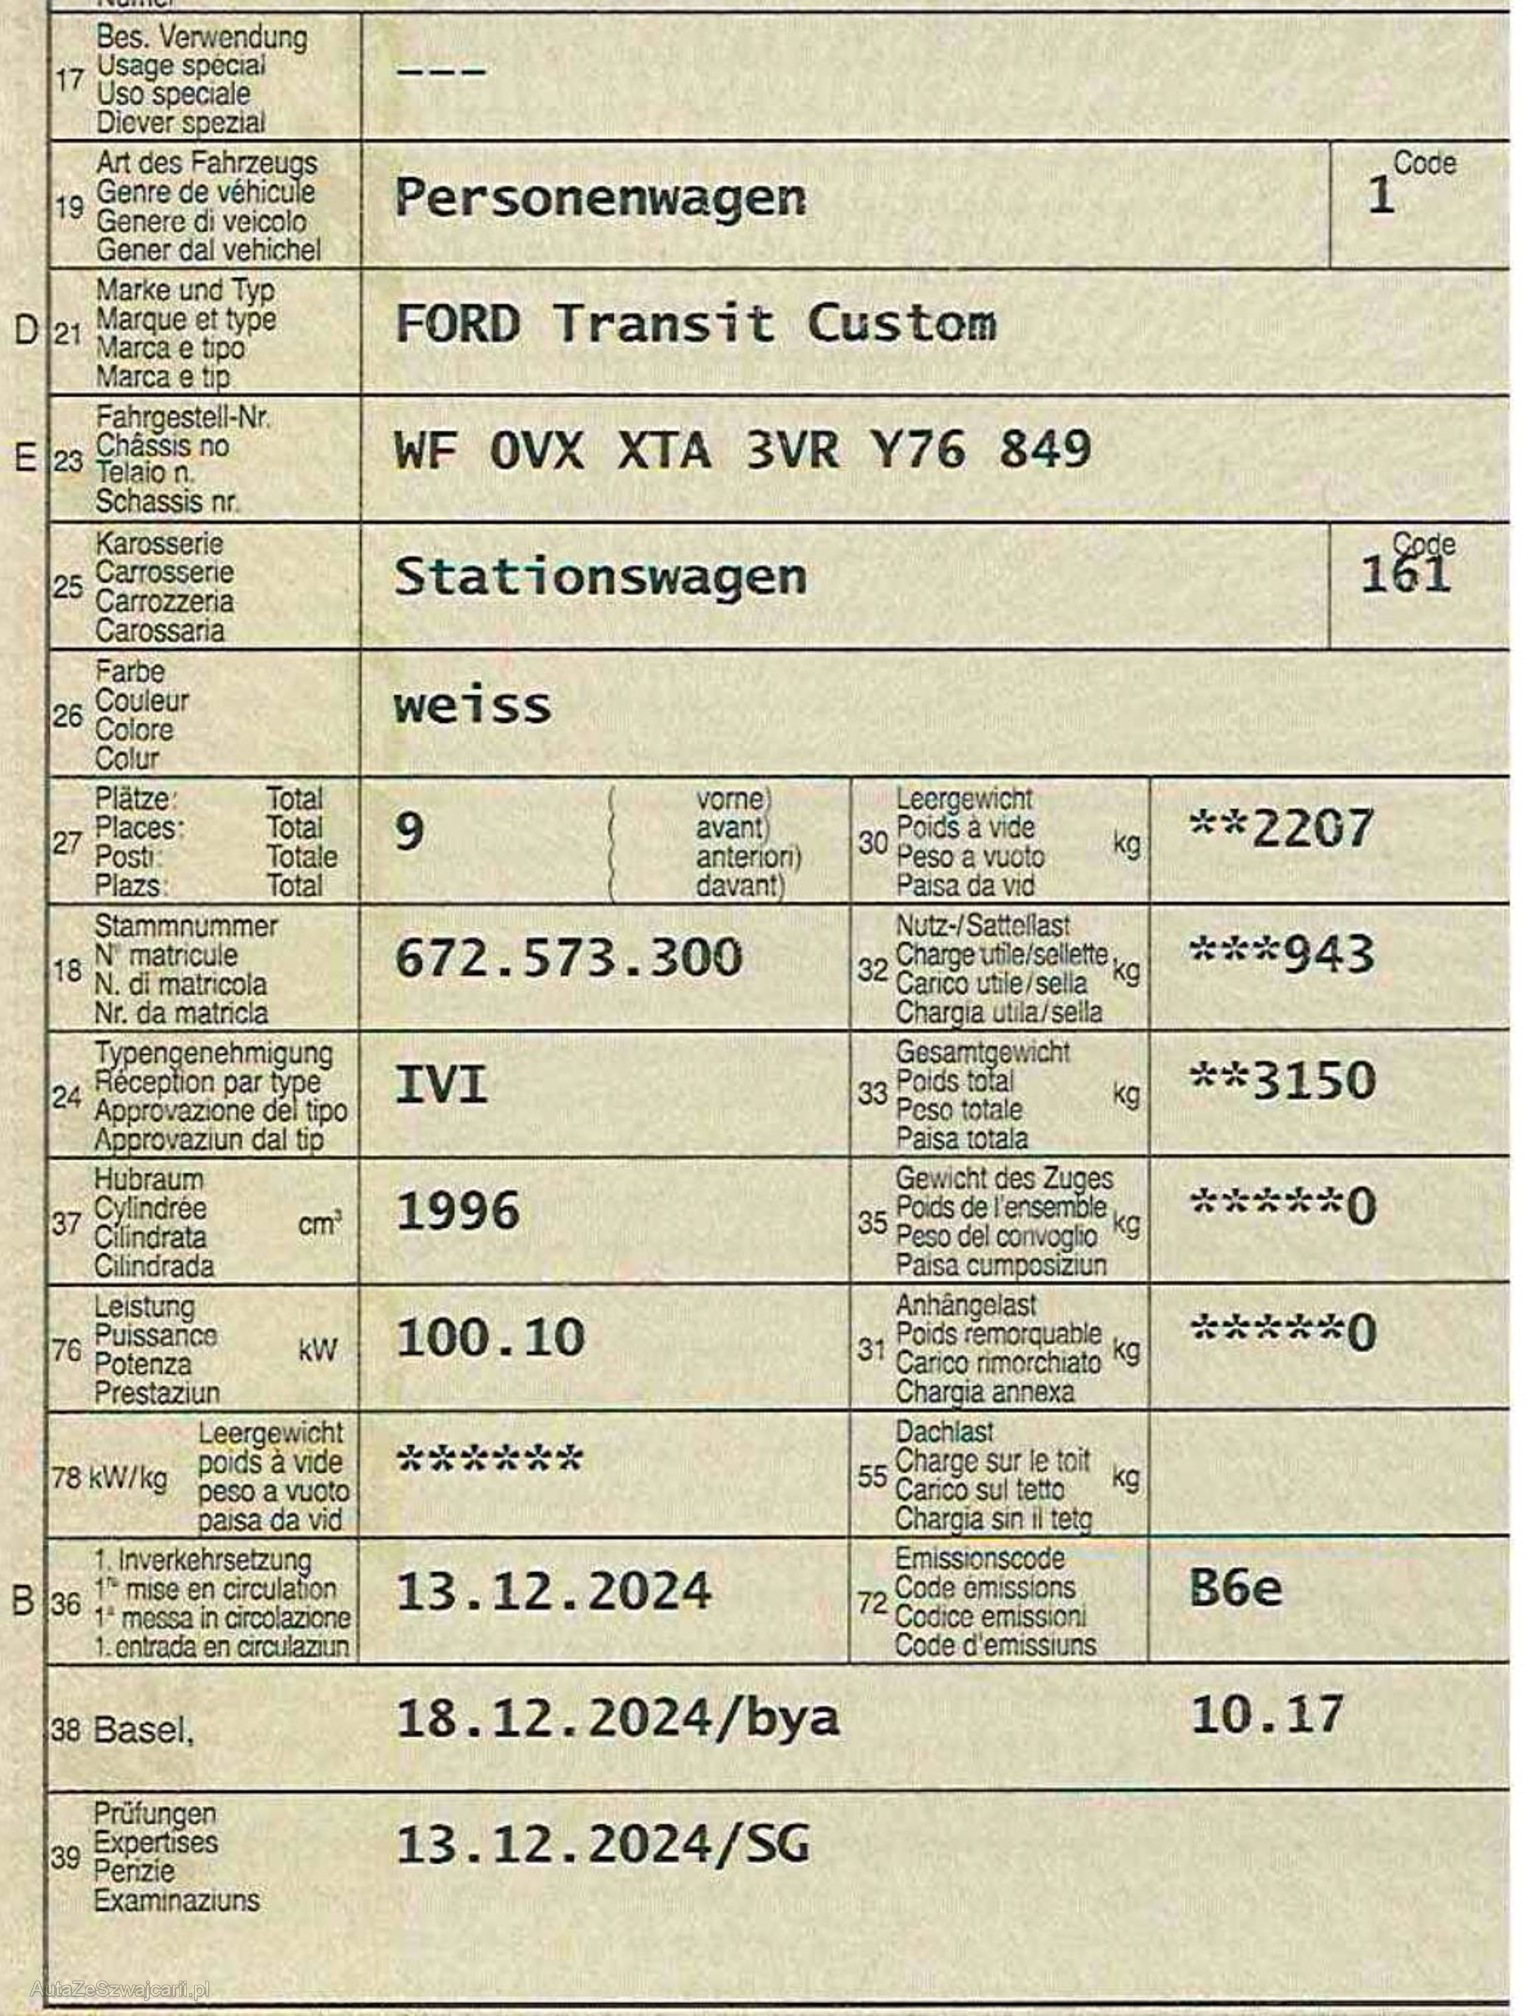 17 Bes. Verwendung
Usage spécial
Uso speciale
Diever spezial
---
19 Art des Fahrzeugs
Genre de véhicule
Genere di veicolo
Gener dal vehichel
Personenwagen
Code
1
D 21 Marke und Typ
Marque et type
Marca e tipo
Marca e tip
FORD Transit Custom
E 23 Fahrgestell-Nr.
Châssis no
Telaio n.
Schassis nr.
WF 0VX XTA 3VR Y76 849
25 Karosserie
Carrosserie
Carrozzeria
Carossaria
Stationswagen
Code
161
26 Farbe
Couleur
Colore
Colur
weiss
27 Plätze: Total
Places: Total
Posti: Totale
Plazs: Total
9
( vorne)
( avant)
( anteriori)
( davant)
30 Leergewicht
Poids à vide kg
Peso a vuoto
Paisa da vid
**2207
18 Stammnummer
N° matricule
N. di matricola
Nr. da matricla
672.573.300
32 Nutz-/Sattellast
Charge utile/sellette kg
Carico utile/sella
Chargia utila/sella
***943
24 Typengenehmigung
Réception par type
Approvazione del tipo
Approvaziun dal tip
IVI
33 Gesamtgewicht
Poids total kg
Peso totale
Paisa totala
**3150
37 Hubraum
Cylindrée cm³
Cilindrata
Cilindrada
1996
35 Gewicht des Zuges
Poids de l'ensemble kg
Peso del convoglio
Paisa cumposiziun
*****0
76 Leistung
Puissance kW
Potenza
Prestaziun
100.10
31 Anhängelast
Poids remorquable kg
Carico rimorchiato
Chargia annexa
*****0
78 kW/kg Leergewicht
poids à vide
peso a vuoto
paisa da vid
******
55 Dachlast
Charge sur le toit kg
Carico sul tetto
Chargia sin il tetg
B 36 1. Inverkehrsetzung
1re mise en circulation
1a messa in circolazione
1. entrada en circulaziun
13.12.2024
72 Emissionscode
Code emissions
Codice emissioni
Code d'emissiuns
B6e
38 Basel, 18.12.2024/bya 10.17
39 Prüfungen
Expertises
Perizie
Examinaziuns
13.12.2024/SG
AutaZeSzwajcarii.pl